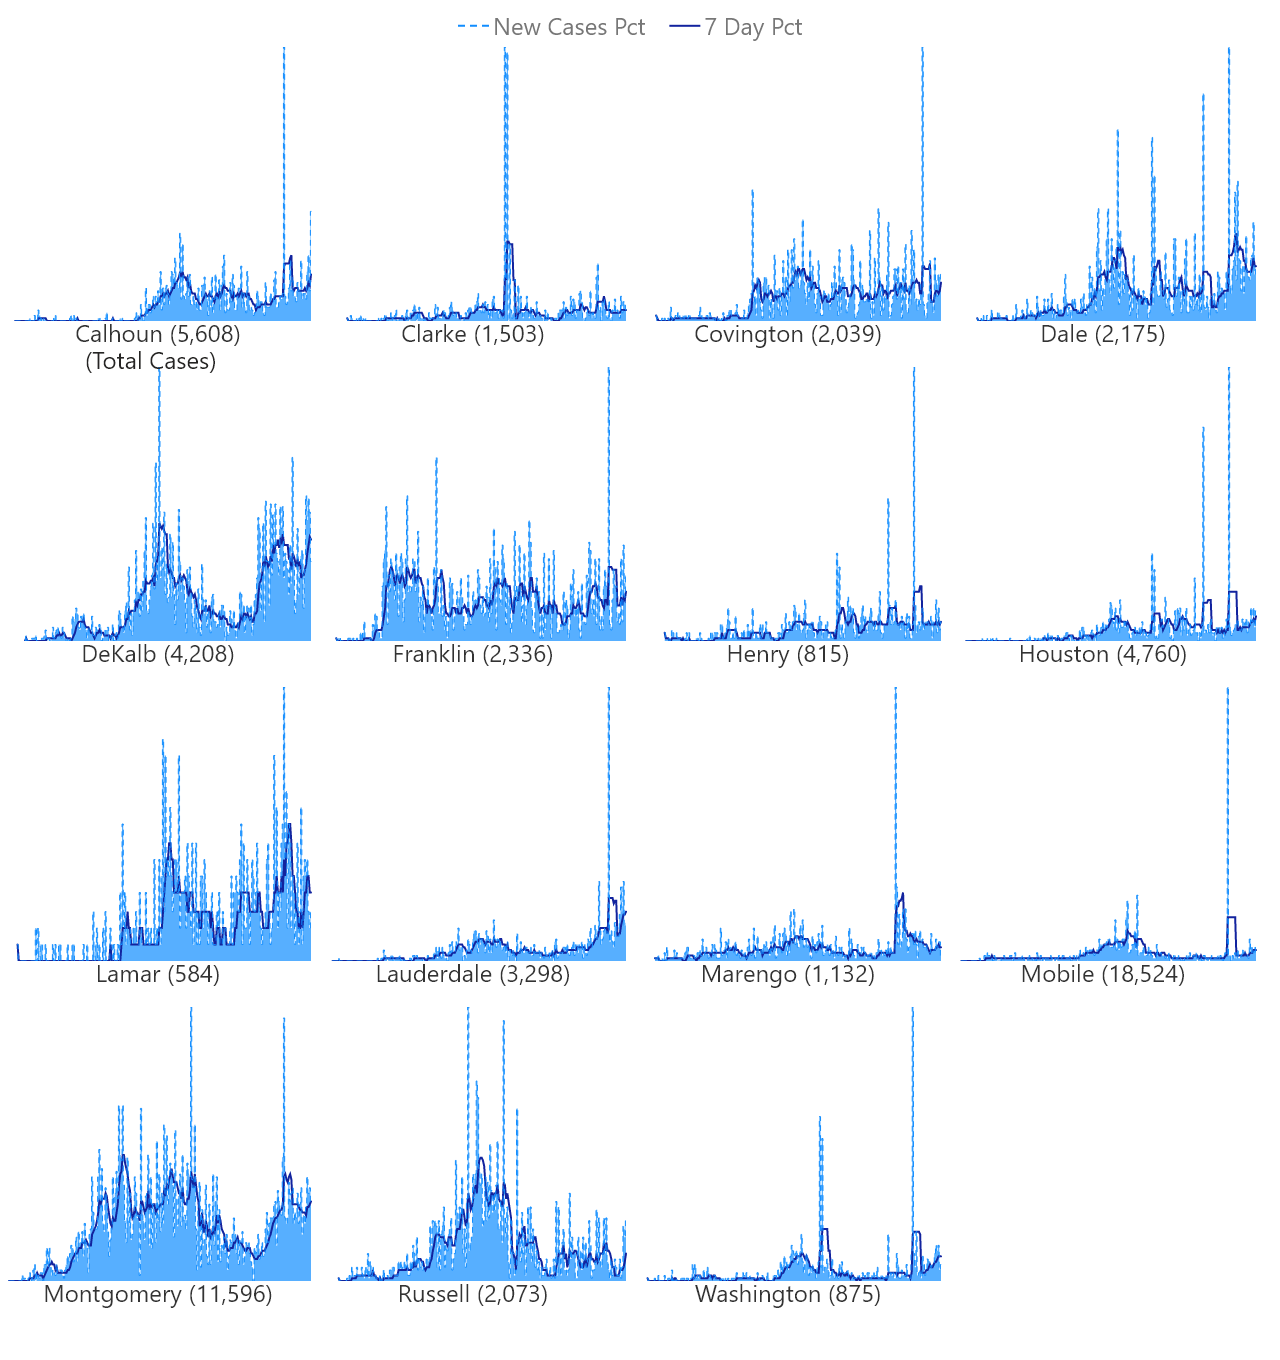 New Cases Pct 7 Day Pct
Calhoun (5,608)
(Total Cases)
Clarke (1,503)
Covington (2,039)
Dale (2,175)
DeKalb (4,208)
Franklin (2,336)
Henry (815)
Houston (4,760)
Lamar (584)
Lauderdale (3,298)
Marengo (1,132)
Mobile (18,524)
Montgomery (11,596)
Russell (2,073)
Washington (875)